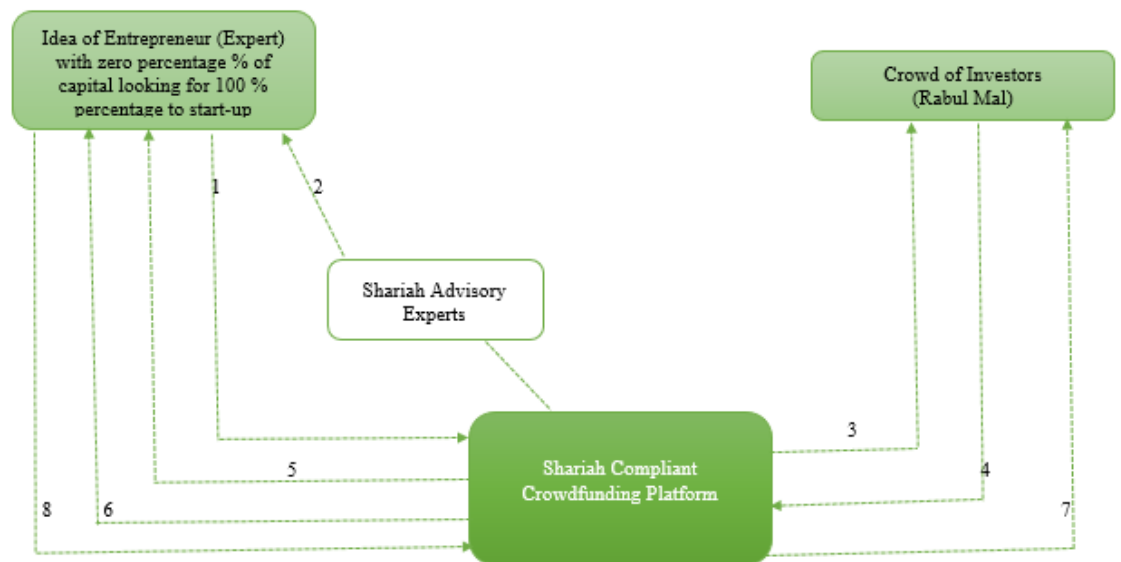 Idea of Entrepreneur (Expert)
with zero percentage % of
capital looking for 100 %
percentage to start-up
Crowd of Investors
(Rabul Mal)
1
2
Shariah Advisory
Experts
3
Shariah Compliant
Crowdfunding Platform
4
5
6
7
8